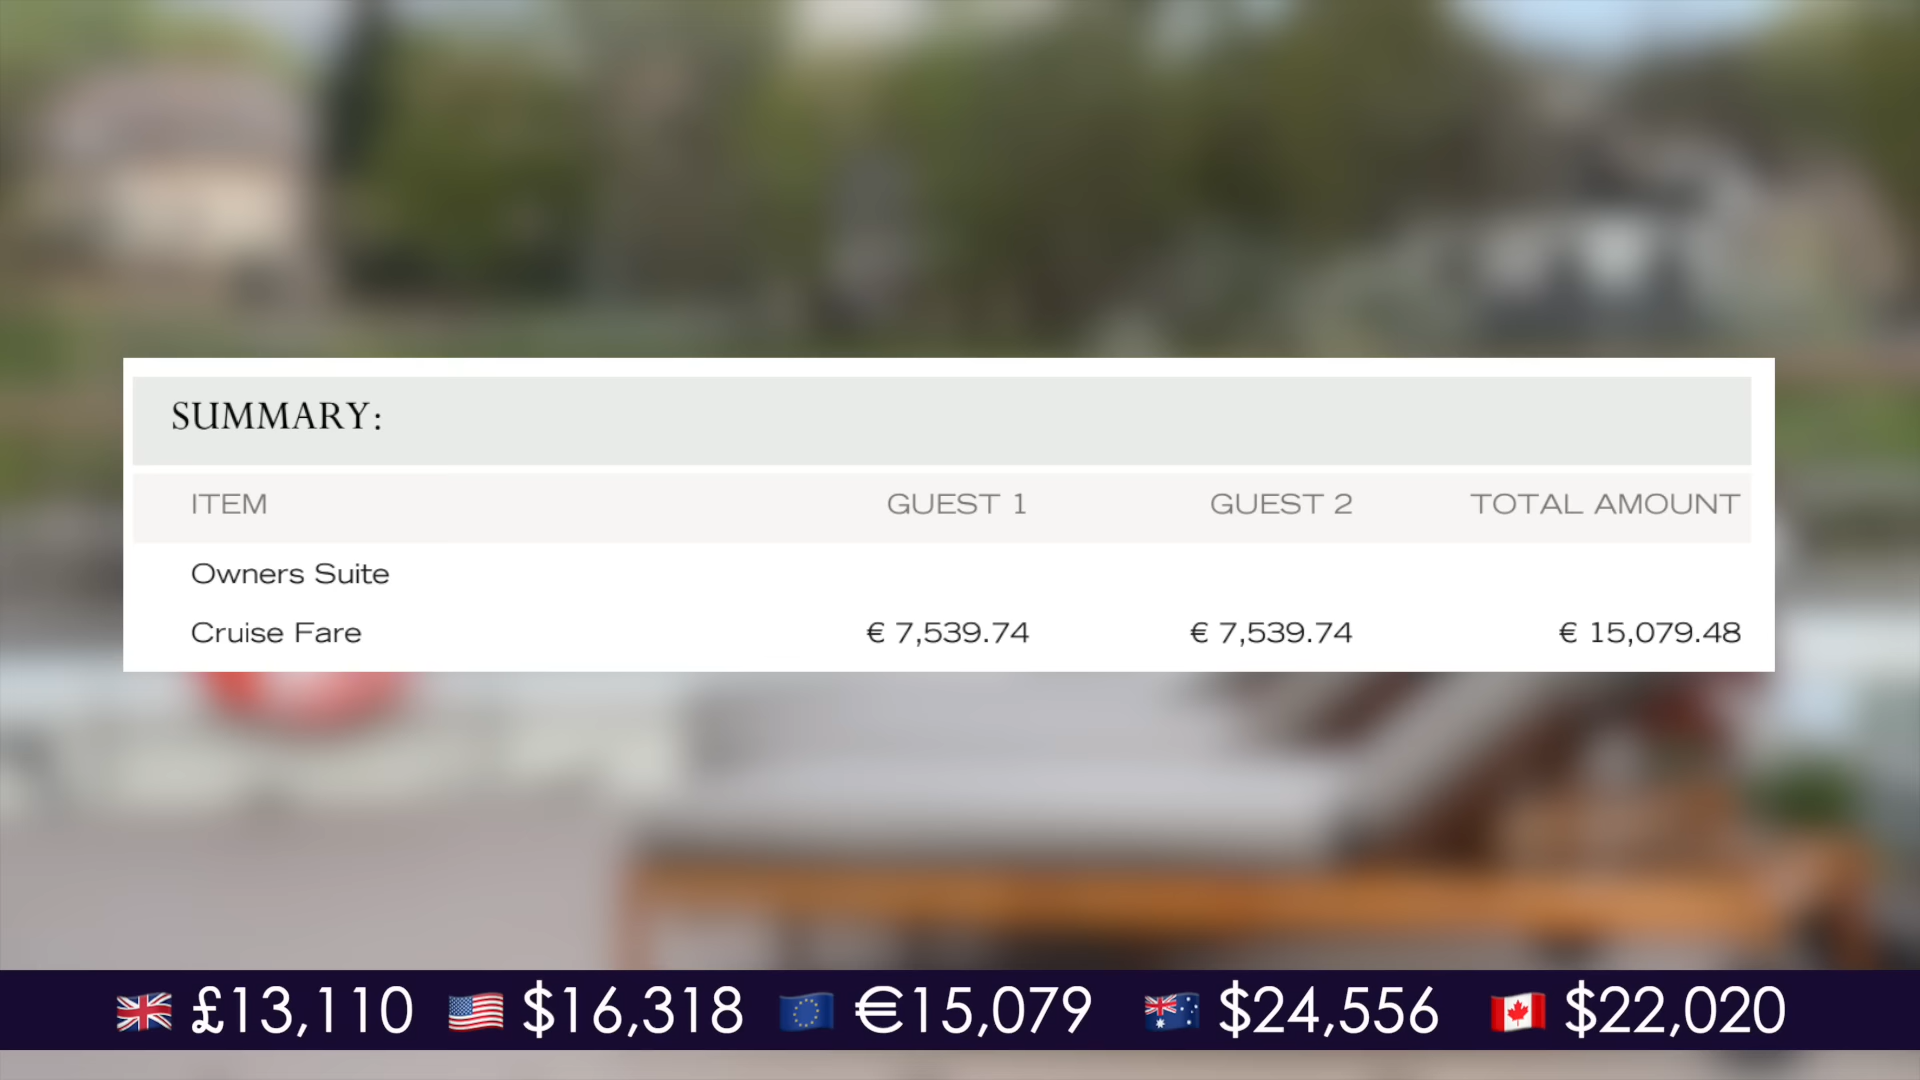 SUMMARY:
ITEM GUEST 1 GUEST 2 TOTAL AMOUNT
Owners Suite
Cruise Fare € 7,539.74 € 7,539.74 € 15,079.48
£13,110 $16,318 €15,079 $24,556 $22,020